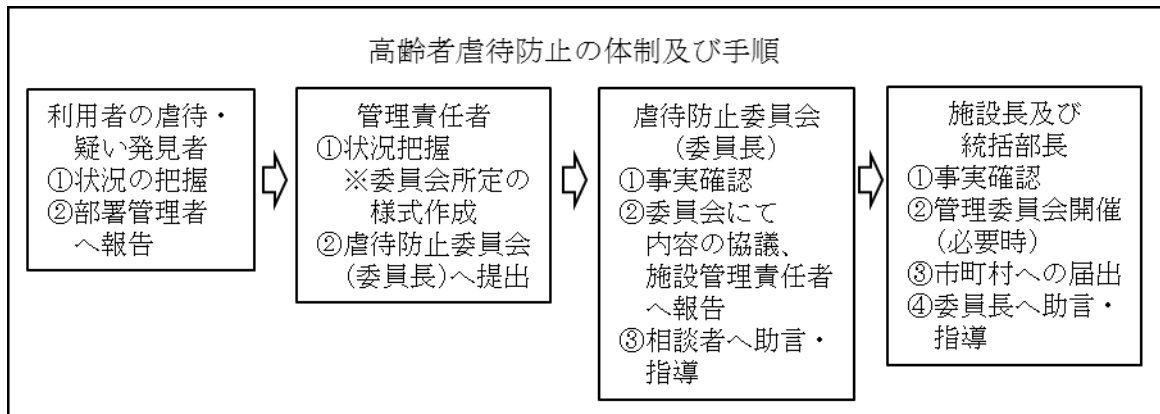 高齢者虐待防止の体制及び手順
利用者の虐待・
疑い発見者
①状況の把握
②部署管理者
へ報告
管理責任者
①状況把握
※委員会所定の
様式作成
②虐待防止委員会
(委員長)へ提出
虐待防止委員会
(委員長)
①事実確認
②委員会にて
内容の協議、
施設管理責任者
へ報告
③相談者へ助言・
指導
施設長及び
統括部長
①事実確認
②管理委員会開催
(必要時)
③市町村への届出
④委員長へ助言・
指導